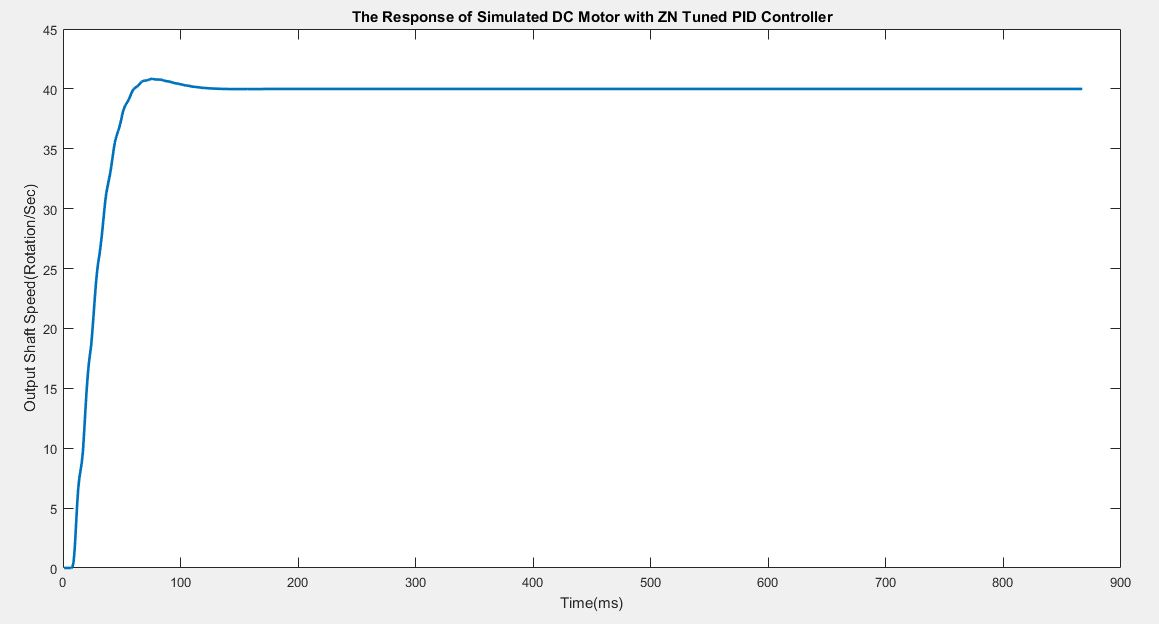 The Response of Simulated DC Motor with ZN Tuned PID Controller
45
40
35
30
25
20
15
10
5
0
Output Shaft Speed(Rotation/Sec)
0 100 200 300 400 500 600 700 800 900
Time(ms)